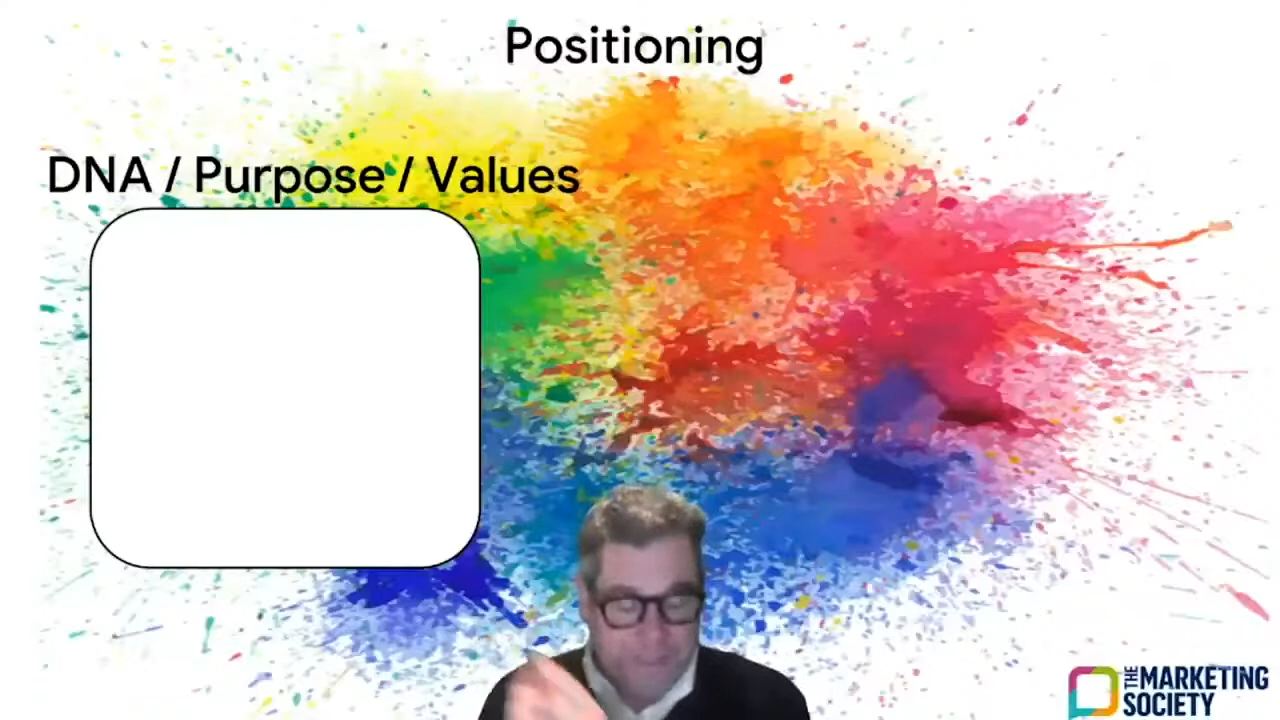 Positioning
DNA / Purpose / Values
THE MARKETING
SOCIETY